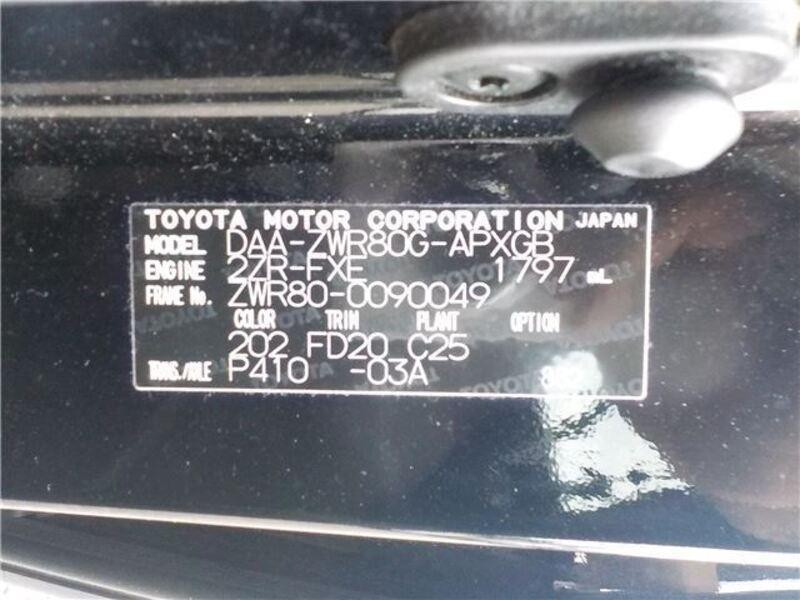 TOYOTA MOTOR CORPORATION JAPAN
MODEL DAA-ZWR80G-APXGB
ENGINE 2ZR-FXE 1797 mL
FRAME No. ZWR80-0090049
COLOR TRIM PLANT OPTION
202 FD20 C25
TRANS./AXLE P410 -03A